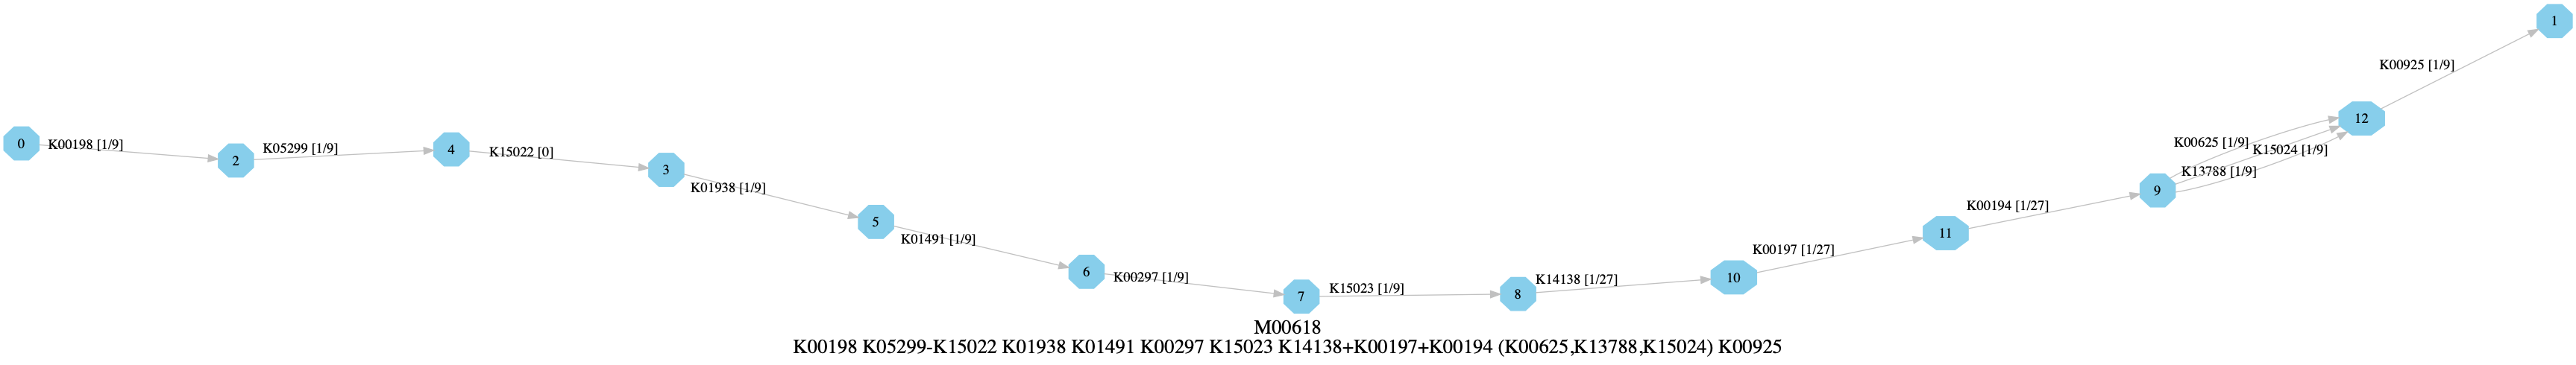 0
K00198 [1/9]
2
K05299 [1/9]
4
K15022 [0]
3
K01938 [1/9]
5
K01491 [1/9]
6
K00297 [1/9]
7
K15023 [1/9]
8
K14138 [1/27]
10
K00197 [1/27]
11
K00194 [1/27]
9
K00625 [1/9]
K13788 [1/9]
K15024 [1/9]
12
K00925 [1/9]
1
M00618
K00198 K05299-K15022 K01938 K01491 K00297 K15023 K14138+K00197+K00194 (K00625,K13788,K15024) K00925